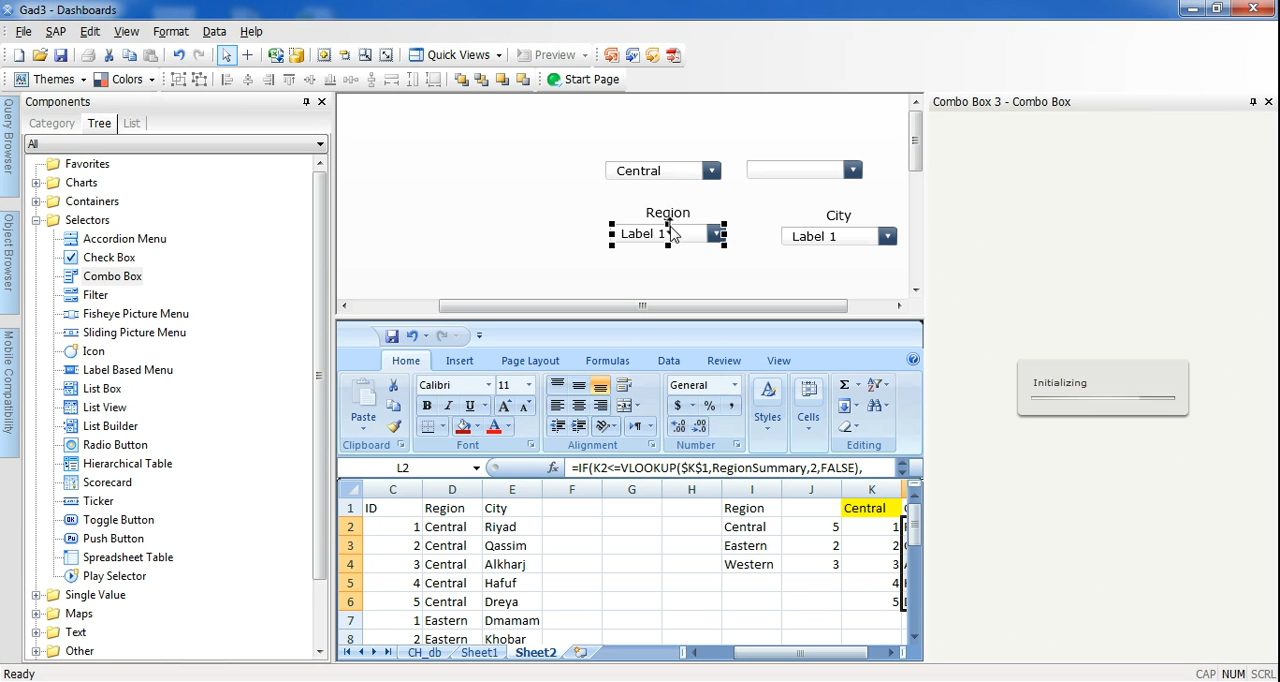 Gad3 - Dashboards
File SAP Edit View Format Data Help
Quick Views Preview
Themes Colors Start Page
Components
Category Tree List
All
Favorites
Charts
Containers
Selectors
Accordion Menu
Check Box
Combo Box
Filter
Fisheye Picture Menu
Sliding Picture Menu
Icon
Label Based Menu
List Box
List View
List Builder
Radio Button
Hierarchical Table
Scorecard
Ticker
Toggle Button
Push Button
Spreadsheet Table
Play Selector
Single Value
Maps
Text
Other
Query Browser
Object Browser
Mobile Compatibility
Central
Region City
Label 1 Label 1
Combo Box 3 - Combo Box
Initializing
Home Insert Page Layout Formulas Data Review View
Paste Calibri 11 General Styles Cells
B I U $ % ,
Clipboard Font Alignment Number Editing
L2 fx =IF(K2<=VLOOKUP($K$1,RegionSummary,2,FALSE),
C D E F G H I J K
1 ID Region City Region Central
2 1 Central Riyad Central 5 1
3 2 Central Qassim Eastern 2 2
4 3 Central Alkharj Western 3 3
5 4 Central Hafuf 4
6 5 Central Dreya 5
7 1 Eastern Dmamam
8 2 Eastern Khobar
CH_db Sheet1 Sheet2
Ready CAP NUM SCRL